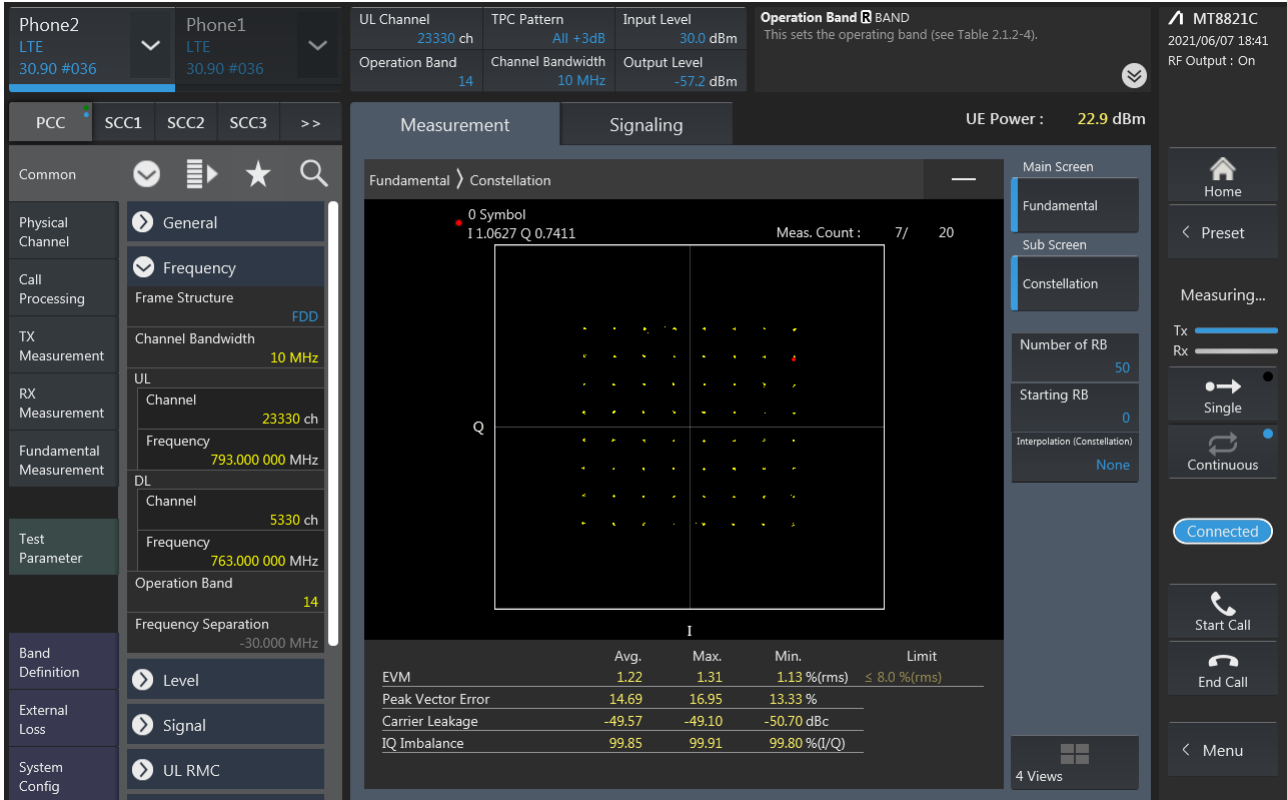 Phone2
LTE
30.90 #036
Phone1
LTE
30.90 #036
UL Channel
23330 ch
TPC Pattern
All +3dB
Input Level
30.0 dBm
Operation Band
14
Channel Bandwidth
10 MHz
Output Level
-57.2 dBm
Operation Band R BAND
This sets the operating band (see Table 2.1.2-4).
MT8821C
2021/06/07 18:41
RF Output : On
PCC SCC1 SCC2 SCC3 >>
Measurement
Signaling
UE Power : 22.9 dBm
Common
Physical
Channel
Call
Processing
TX
Measurement
RX
Measurement
Fundamental
Measurement
Test
Parameter
Band
Definition
External
Loss
System
Config
General
Frequency
Frame Structure
FDD
Channel Bandwidth
10 MHz
UL
Channel
23330 ch
Frequency
793.000 000 MHz
DL
Channel
5330 ch
Frequency
763.000 000 MHz
Operation Band
14
Frequency Separation
-30.000 MHz
Level
Signal
UL RMC
Fundamental 〉 Constellation
0 Symbol
I 1.0627 Q 0.7411
Meas. Count : 7/ 20
Q
I
Avg. Max. Min. Limit
EVM 1.22 1.31 1.13 %(rms) ≤ 8.0 %(rms)
Peak Vector Error 14.69 16.95 13.33 %
Carrier Leakage -49.57 -49.10 -50.70 dBc
IQ Imbalance 99.85 99.91 99.80 %(I/Q)
Main Screen
Fundamental
Sub Screen
Constellation
Number of RB
50
Starting RB
0
Interpolation (Constellation)
None
4 Views
Home
< Preset
Measuring...
Tx
Rx
Single
Continuous
Connected
Start Call
End Call
< Menu